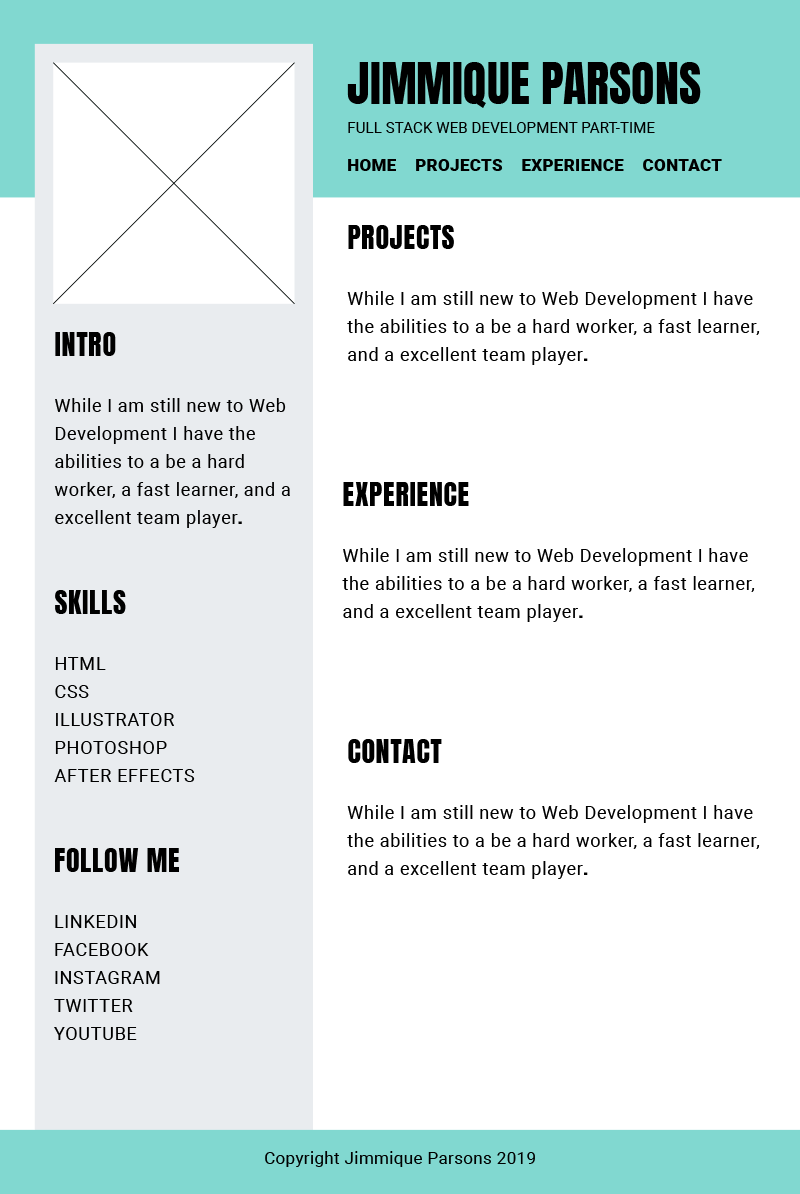 JIMMIQUE PARSONS
FULL STACK WEB DEVELOPMENT PART-TIME
HOME PROJECTS EXPERIENCE CONTACT
INTRO
While I am still new to Web
Development I have the
abilities to a be a hard
worker, a fast learner, and a
excellent team player.
SKILLS
HTML
CSS
ILLUSTRATOR
PHOTOSHOP
AFTER EFFECTS
FOLLOW ME
LINKEDIN
FACEBOOK
INSTAGRAM
TWITTER
YOUTUBE
PROJECTS
While I am still new to Web Development I have
the abilities to a be a hard worker, a fast learner,
and a excellent team player.
EXPERIENCE
While I am still new to Web Development I have
the abilities to a be a hard worker, a fast learner,
and a excellent team player.
CONTACT
While I am still new to Web Development I have
the abilities to a be a hard worker, a fast learner,
and a excellent team player.
Copyright Jimmique Parsons 2019